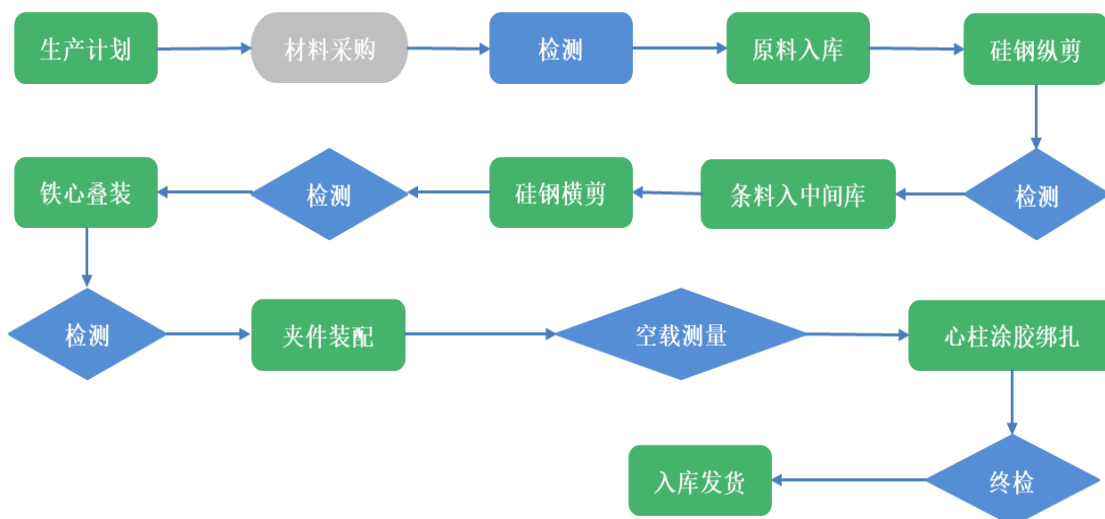 生产计划
材料采购
检测
原料入库
硅钢纵剪
检测
条料入中间库
硅钢横剪
检测
铁心叠装
检测
夹件装配
空载测量
心柱涂胶绑扎
终检
入库发货